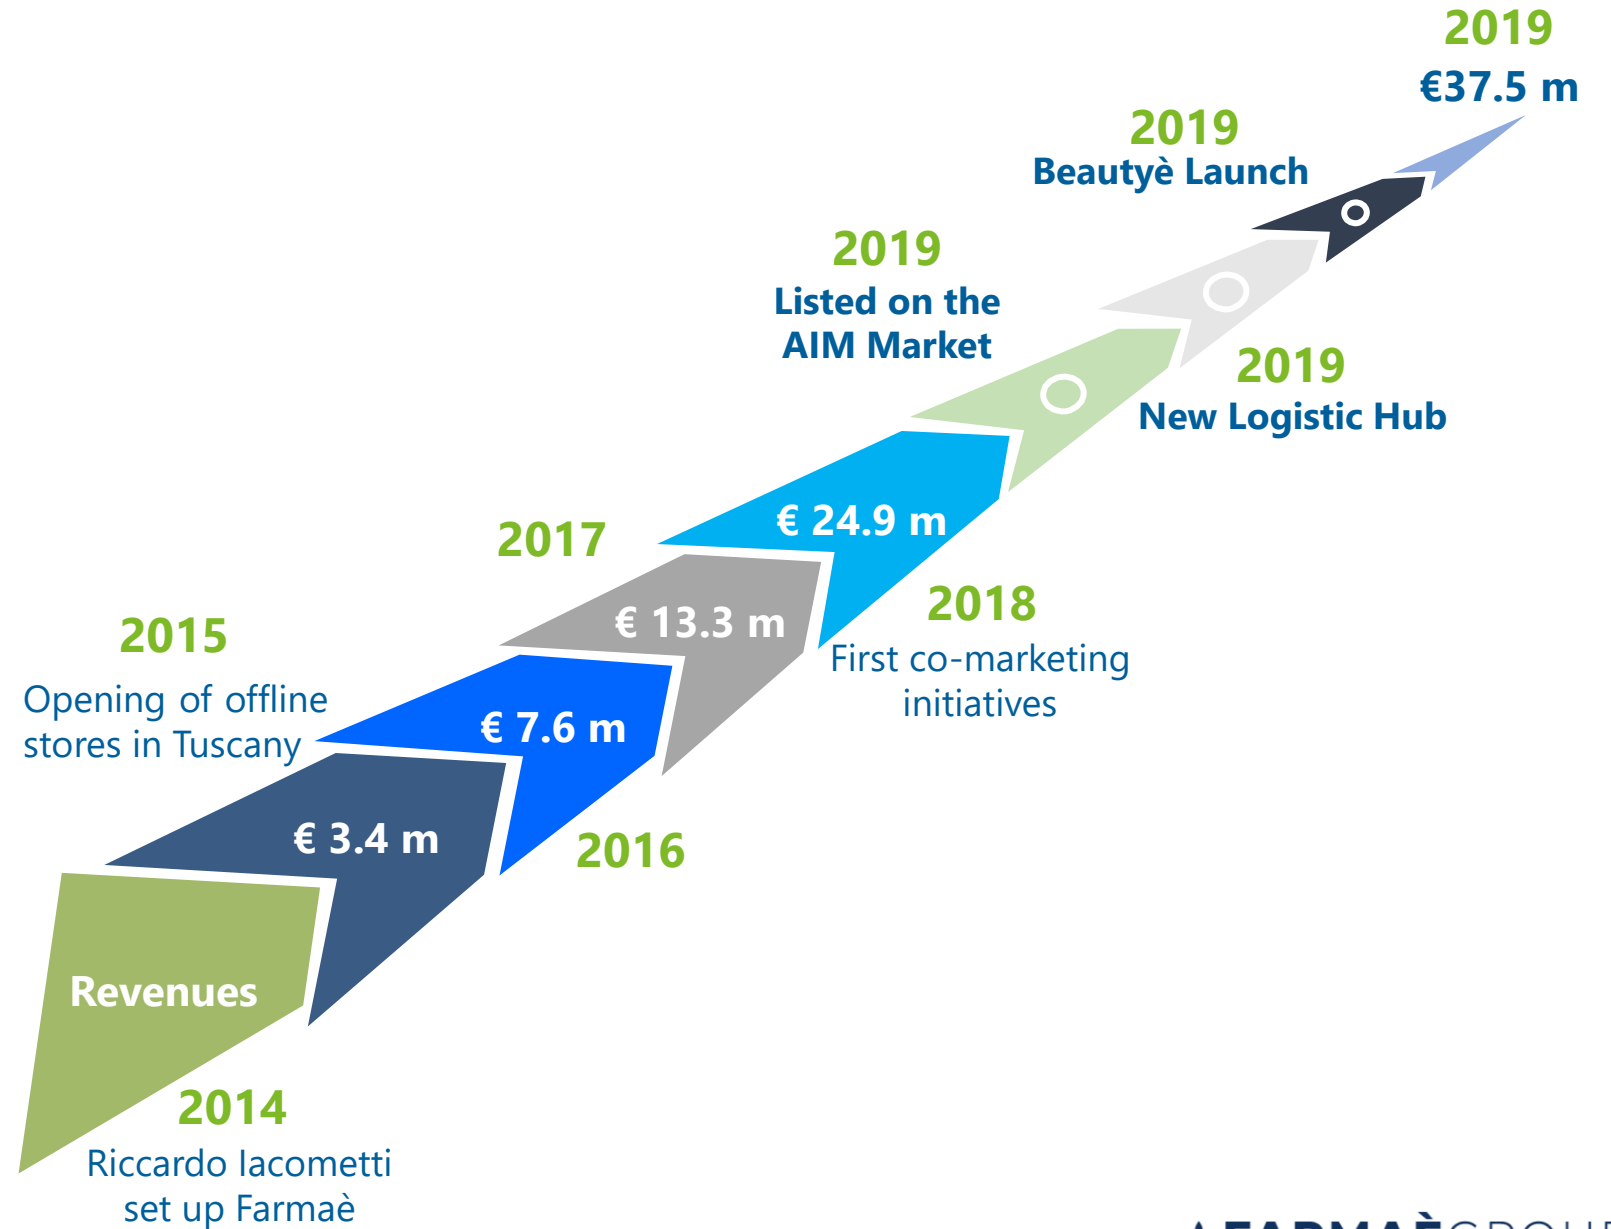 2019
€37.5 m
2019
Beautyè Launch
2019
Listed on the
AIM Market
2019
New Logistic Hub
€ 24.9 m
2017
2018
First co-marketing
initiatives
€ 13.3 m
2015
Opening of offline
stores in Tuscany
€ 7.6 m
2016
€ 3.4 m
Revenues
2014
Riccardo Iacometti
set up Farmaè
FARMAÈGROUP